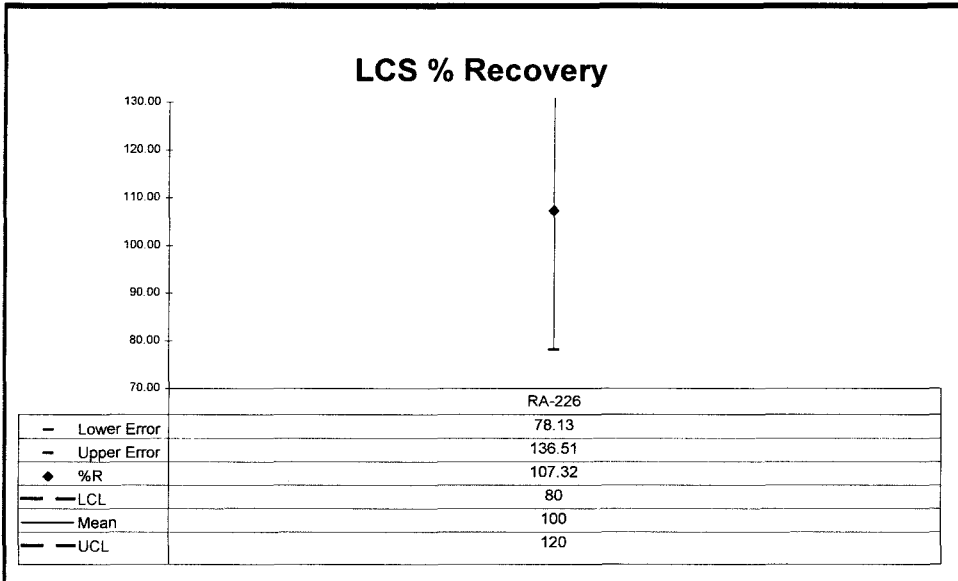 LCS % Recovery
130.00
120.00
110.00
100.00
90.00
80.00
70.00
RA-226
Lower Error 78.13
Upper Error 136.51
%R 107.32
LCL 80
Mean 100
UCL 120